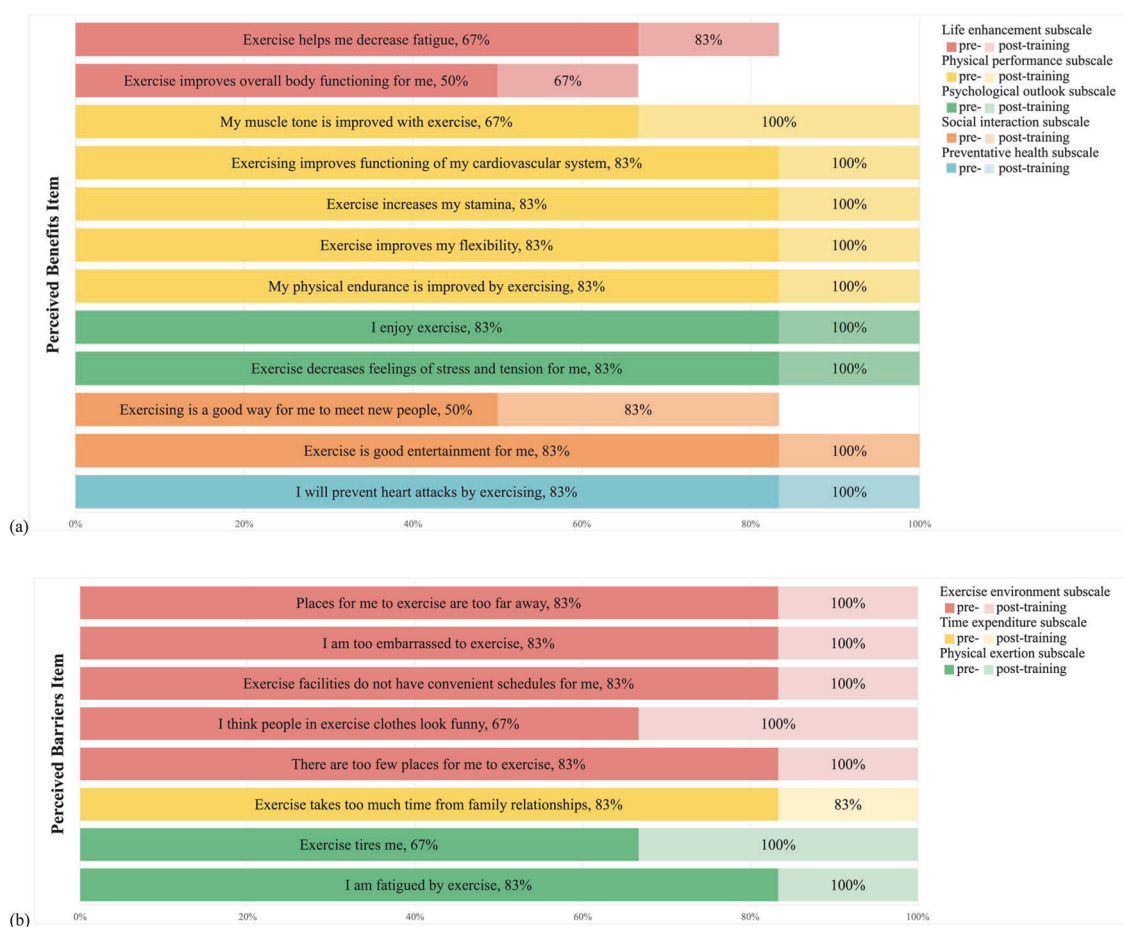 Exercise helps me decrease fatigue, 67% 83%
Exercise improves overall body functioning for me, 50% 67%
My muscle tone is improved with exercise, 67% 100%
Exercising improves functioning of my cardiovascular system, 83% 100%
Exercise increases my stamina, 83% 100%
Exercise improves my flexibility, 83% 100%
My physical endurance is improved by exercising, 83% 100%
I enjoy exercise, 83% 100%
Exercise decreases feelings of stress and tension for me, 83% 100%
Exercising is a good way for me to meet new people, 50% 83%
Exercise is good entertainment for me, 83% 100%
I will prevent heart attacks by exercising, 83% 100%
Perceived Benefits Item
0% 20% 40% 60% 80% 100%
(a)
Life enhancement subscale
pre- post-training
Physical performance subscale
pre- post-training
Psychological outlook subscale
pre- post-training
Social interaction subscale
pre- post-training
Preventative health subscale
pre- post-training
Places for me to exercise are too far away, 83% 100%
I am too embarrassed to exercise, 83% 100%
Exercise facilities do not have convenient schedules for me, 83% 100%
I think people in exercise clothes look funny, 67% 100%
There are too few places for me to exercise, 83% 100%
Exercise takes too much time from family relationships, 83% 83%
Exercise tires me, 67% 100%
I am fatigued by exercise, 83% 100%
Perceived Barriers Item
0% 20% 40% 60% 80% 100%
(b)
Exercise environment subscale
pre- post-training
Time expenditure subscale
pre- post-training
Physical exertion subscale
pre- post-training